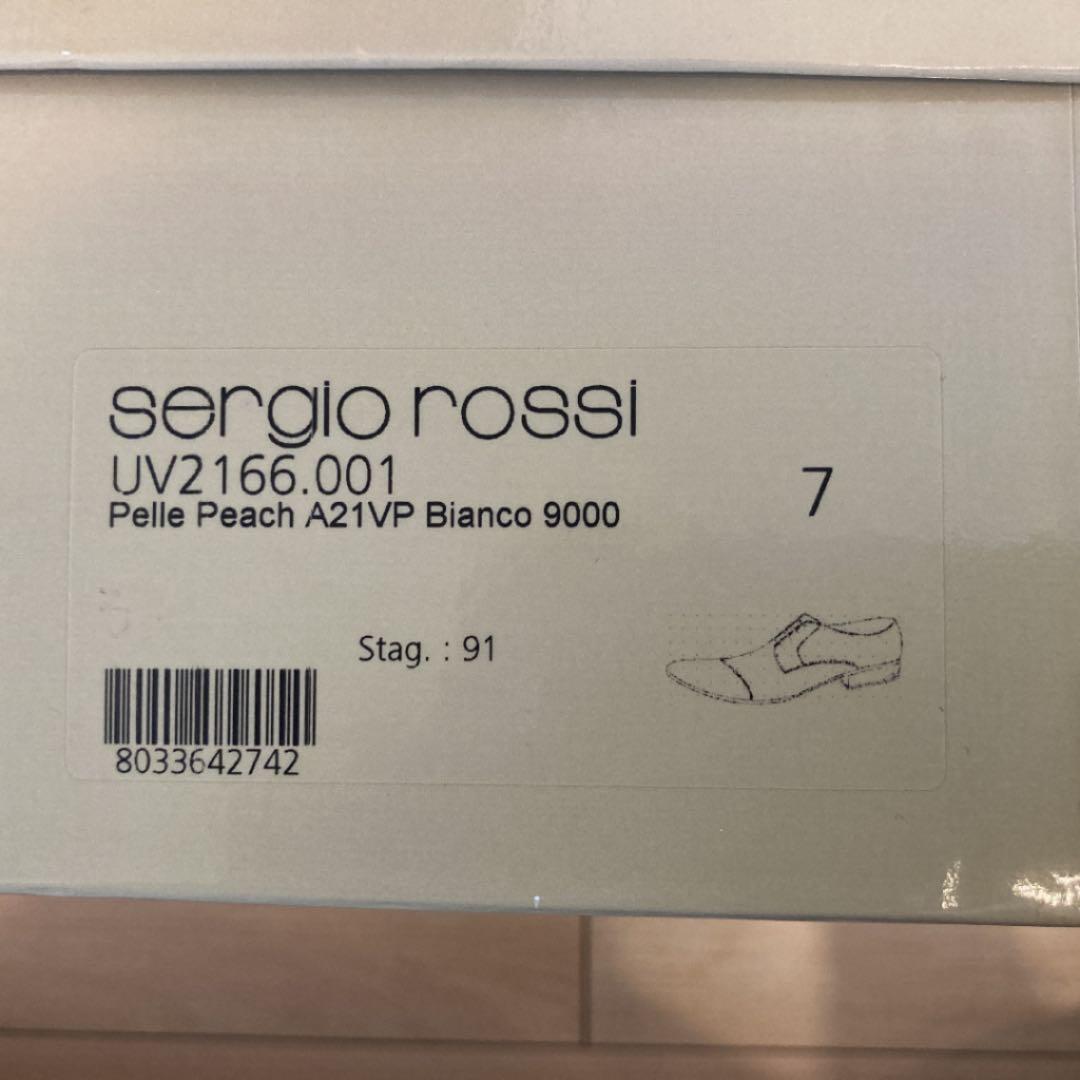 sergio rossi
UV2166.001
7
Pelle Peach A21VP Bianco 9000
Stag. : 91
8033642742